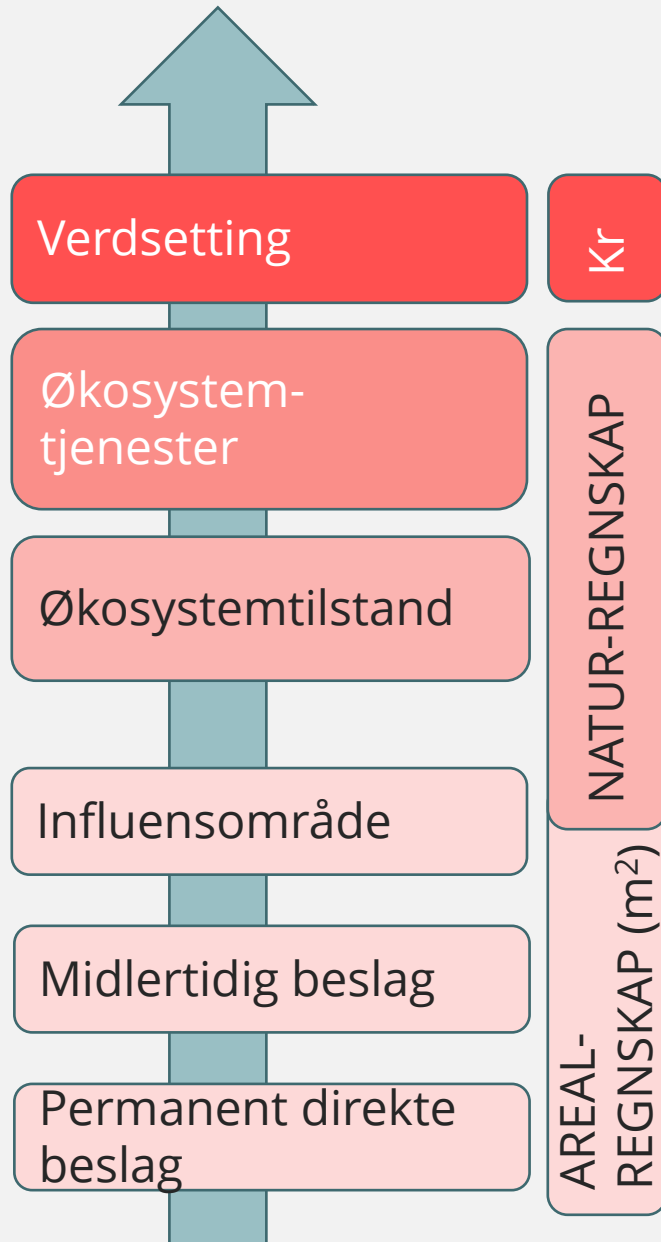 Verdsetting
Kr
Økosystem-
tjenester
NATUR-REGNSKAP
Økosystemtilstand
Influensområde
Midlertidig beslag
Permanent direkte
beslag
AREAL-
REGNSKAP (m²)